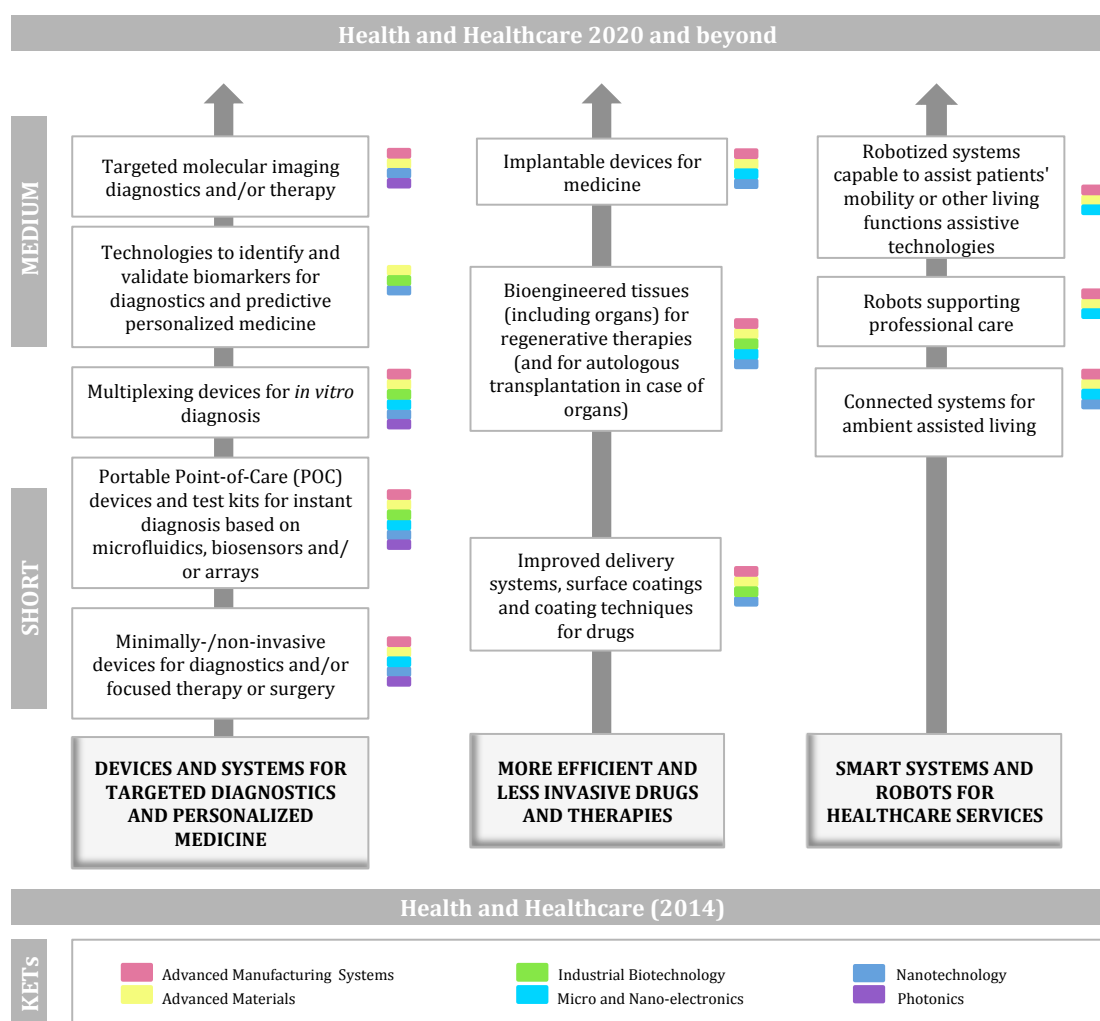 Health and Healthcare 2020 and beyond
MEDIUM
SHORT
Targeted molecular imaging
diagnostics and/or therapy
Technologies to identify and
validate biomarkers for
diagnostics and predictive
personalized medicine
Multiplexing devices for in vitro
diagnosis
Portable Point-of-Care (POC)
devices and test kits for instant
diagnosis based on
microfluidics, biosensors and/
or arrays
Minimally-/non-invasive
devices for diagnostics and/or
focused therapy or surgery
DEVICES AND SYSTEMS FOR
TARGETED DIAGNOSTICS
AND PERSONALIZED
MEDICINE
Implantable devices for
medicine
Bioengineered tissues
(including organs) for
regenerative therapies
(and for autologous
transplantation in case of
organs)
Improved delivery
systems, surface coatings
and coating techniques
for drugs
MORE EFFICIENT AND
LESS INVASIVE DRUGS
AND THERAPIES
Robotized systems
capable to assist patients'
mobility or other living
functions assistive
technologies
Robots supporting
professional care
Connected systems for
ambient assisted living
SMART SYSTEMS AND
ROBOTS FOR
HEALTHCARE SERVICES
Health and Healthcare (2014)
KETs
Advanced Manufacturing Systems
Advanced Materials
Industrial Biotechnology
Micro and Nano-electronics
Nanotechnology
Photonics